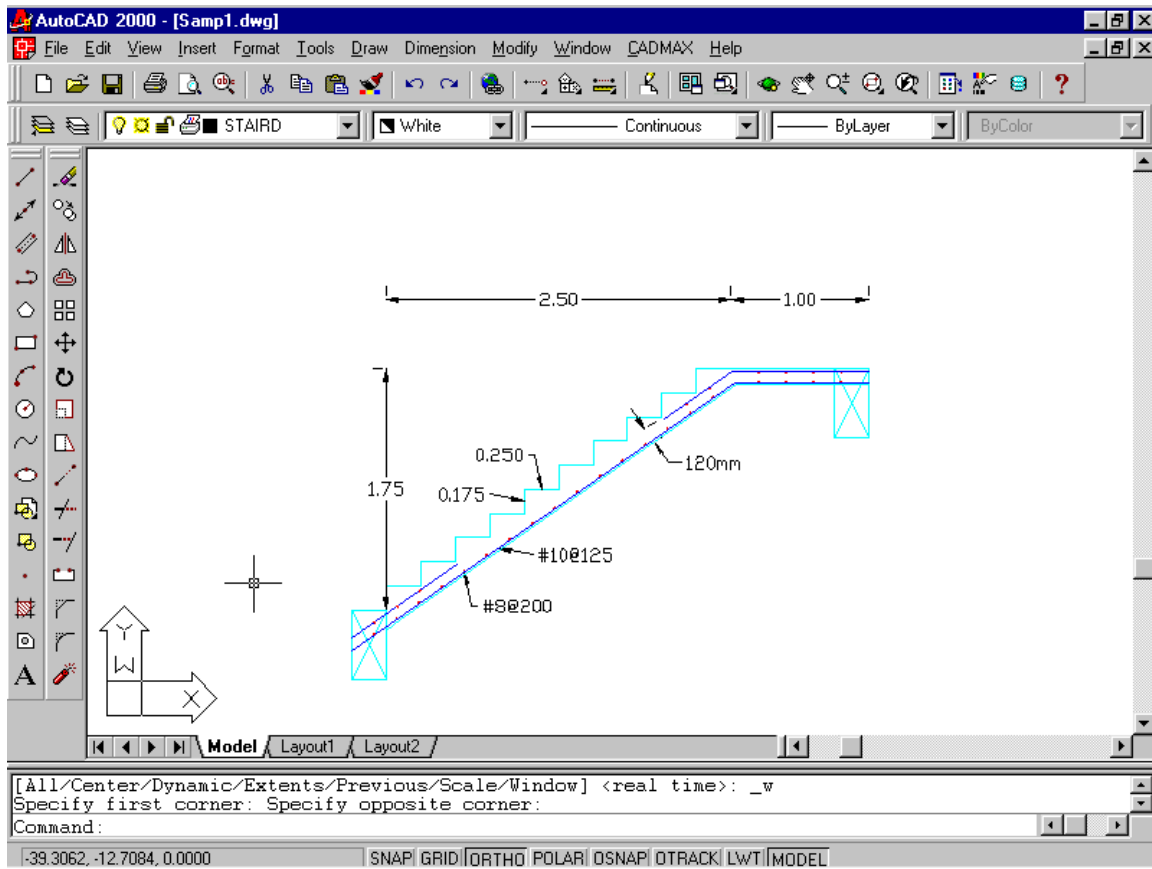 AutoCAD 2000 - [Samp1.dwg]
File Edit View Insert Format Tools Draw Dimension Modify Window CADMAX Help
STAIRD White Continuous ByLayer ByColor
2.50 1.00
0.250
120mm
1.75 0.175
#10@125
#8@200
Y
W
X
A
Model Layout1 Layout2
[All/Center/Dynamic/Extents/Previous/Scale/Window] <real time>: _w
Specify first corner: Specify opposite corner:
Command:
-39.3062, -12.7084, 0.0000 SNAP GRID ORTHO POLAR OSNAP OTRACK LWT MODEL